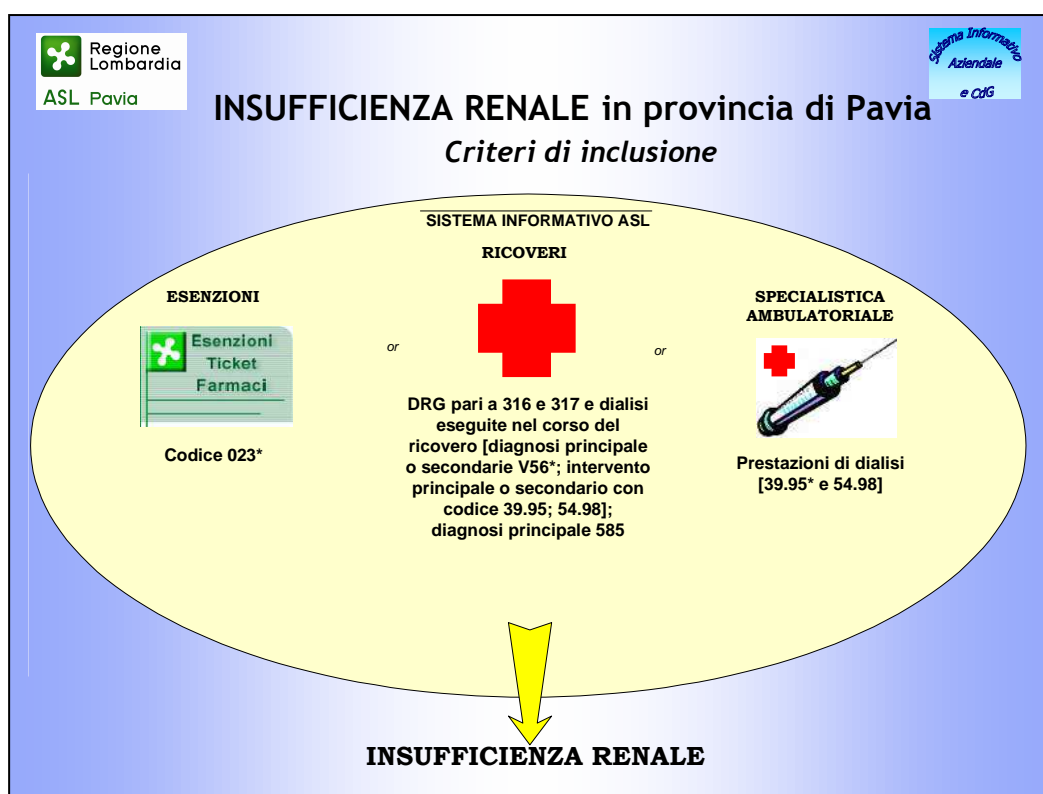 Regione
Lombardia
ASL Pavia
Sistema Informativo
Aziendale
e CdG
INSUFFICIENZA RENALE in provincia di Pavia
Criteri di inclusione
SISTEMA INFORMATIVO ASL
RICOVERI
ESENZIONI
Esenzioni
Ticket
Farmaci
Codice 023*
or
DRG pari a 316 e 317 e dialisi
eseguite nel corso del
ricovero [diagnosi principale
o secondarie V56*; intervento
principale o secondario con
codice 39.95; 54.98];
diagnosi principale 585
or
SPECIALISTICA
AMBULATORIALE
Prestazioni di dialisi
[39.95* e 54.98]
INSUFFICIENZA RENALE